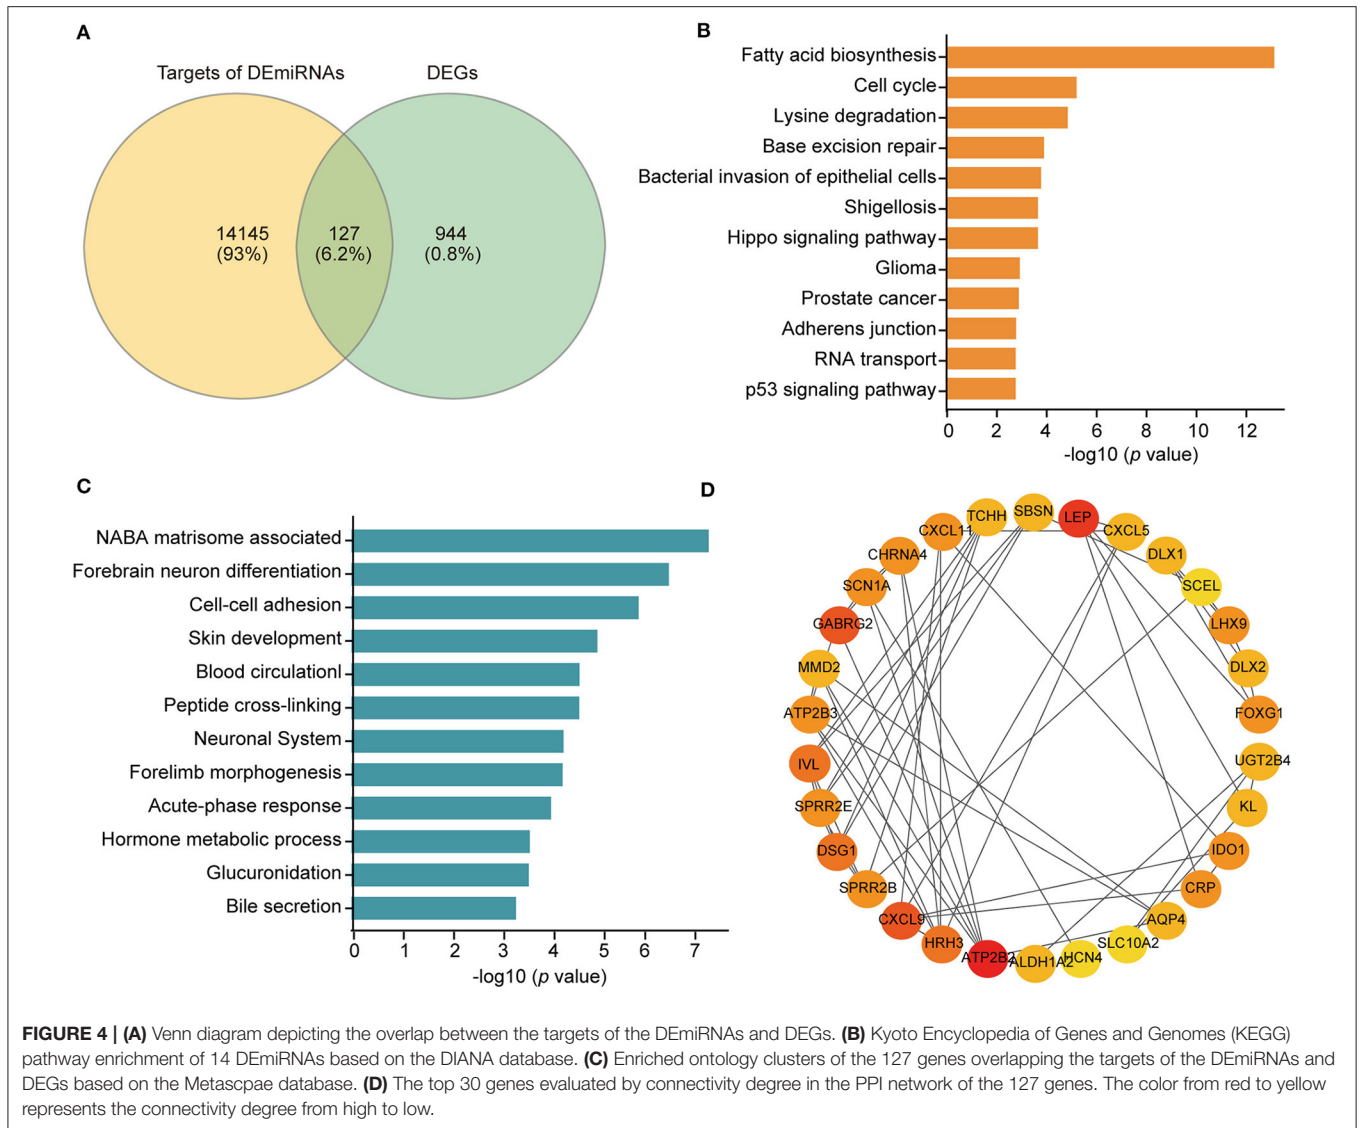 A
Targets of DEmiRNAs
DEGs
14145
(93%)
127
(6.2%)
944
(0.8%)
B
Fatty acid biosynthesis
Cell cycle
Lysine degradation
Base excision repair
Bacterial invasion of epithelial cells
Shigellosis
Hippo signaling pathway
Glioma
Prostate cancer
Adherens junction
RNA transport
p53 signaling pathway
0 2 4 6 8 10 12
-log10 (p value)
C
NABA matrisome associated
Forebrain neuron differentiation
Cell-cell adhesion
Skin development
Blood circulationl
Peptide cross-linking
Neuronal System
Forelimb morphogenesis
Acute-phase response
Hormone metabolic process
Glucuronidation
Bile secretion
0 1 2 3 4 5 6 7
-log10 (p value)
D
LEP
CXCL5
DLX1
SCEL
LHX9
DLX2
FOXG1
UGT2B4
KL
IDO1
CRP
AQP4
SLC10A2
HCN4
ALDH1A2
ATP2B2
HRH3
CXCL9
SPRR2B
DSG1
SPRR2E
IVL
ATP2B3
MMD2
GABRG2
SCN1A
CHRNA4
CXCL11
TCHH
SBSN
FIGURE 4 | (A) Venn diagram depicting the overlap between the targets of the DEmiRNAs and DEGs. (B) Kyoto Encyclopedia of Genes and Genomes (KEGG)
pathway enrichment of 14 DEmiRNAs based on the DIANA database. (C) Enriched ontology clusters of the 127 genes overlapping the targets of the DEmiRNAs and
DEGs based on the Metascpae database. (D) The top 30 genes evaluated by connectivity degree in the PPI network of the 127 genes. The color from red to yellow
represents the connectivity degree from high to low.